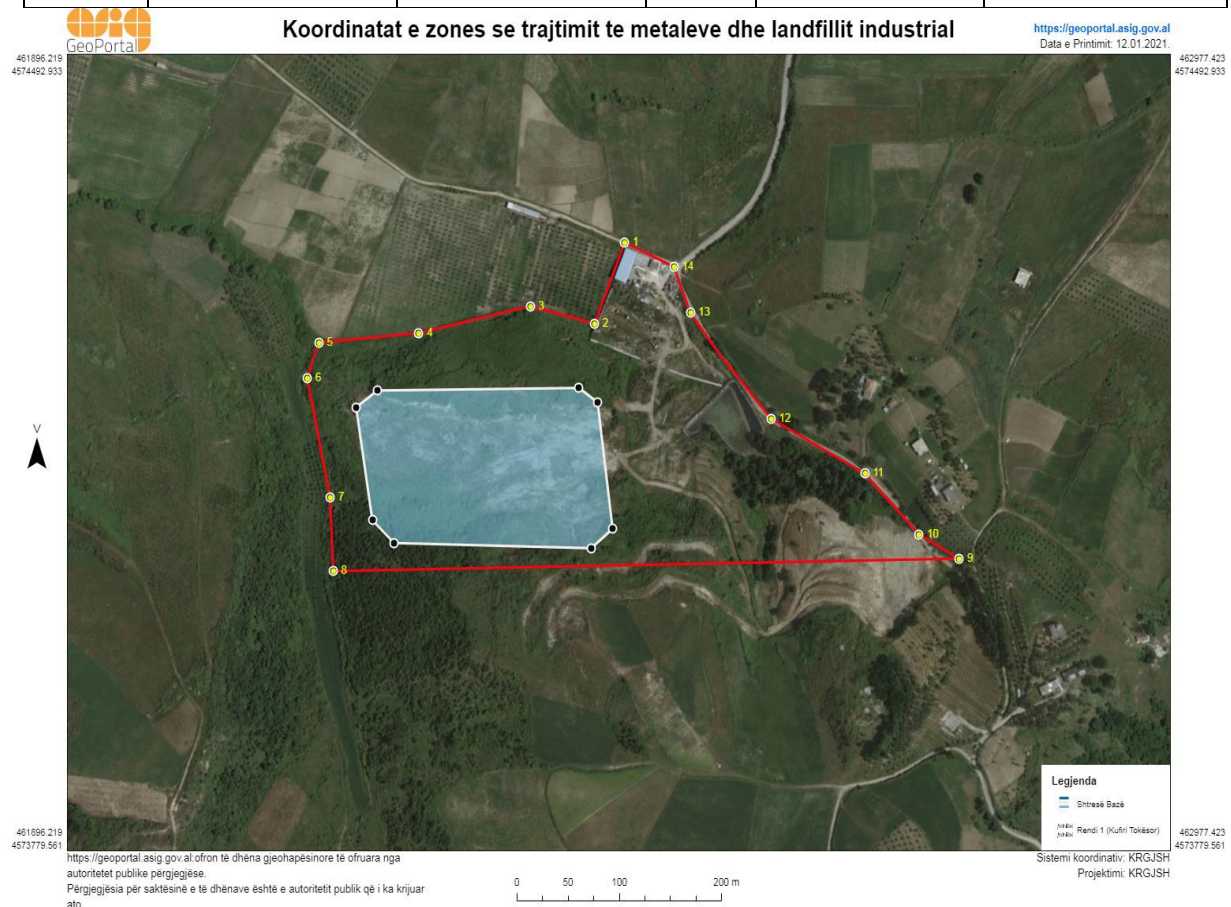 asig
GeoPortal
Koordinatat e zones se trajtimit te metaleve dhe landfillit industrial
https://geoportal.asig.gov.al
Data e Printimit: 12.01.2021.
461896.219
4574492.933
462977.423
4574492.933
1
14
3
13
2
4
5
6
V
12
11
7
10
9
8
Legjenda
Shtresë Bazë
Rendi 1 (Kufiri Tokësor)
461896.219
4573779.561
462977.423
4573779.561
https://geoportal.asig.gov.al:ofron të dhëna gjeohapësinore të ofruara nga
autoritetet publike përgjegjëse.
Përgjegjësia për saktësinë e të dhënave është e autoritetit publik që i ka krijuar
ato
Sistemi koordinativ: KRGJSH
Projektimi: KRGJSH
0 50 100 200 m